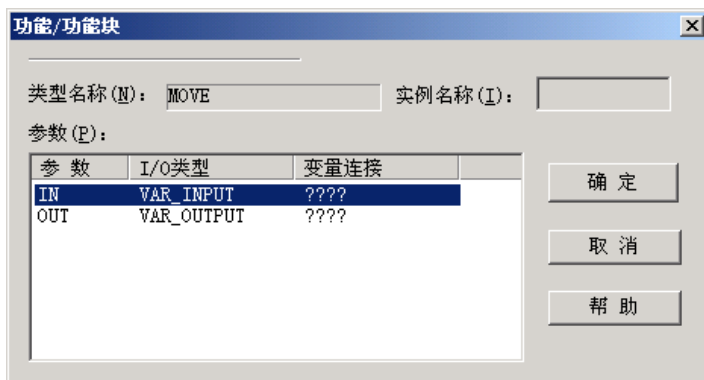 功能/功能块
类型名称(N): MOVE 实例名称(I):
参数(P):
参 数 I/O类型 变量连接
IN VAR_INPUT ????
OUT VAR_OUTPUT ????
确 定
取 消
帮 助